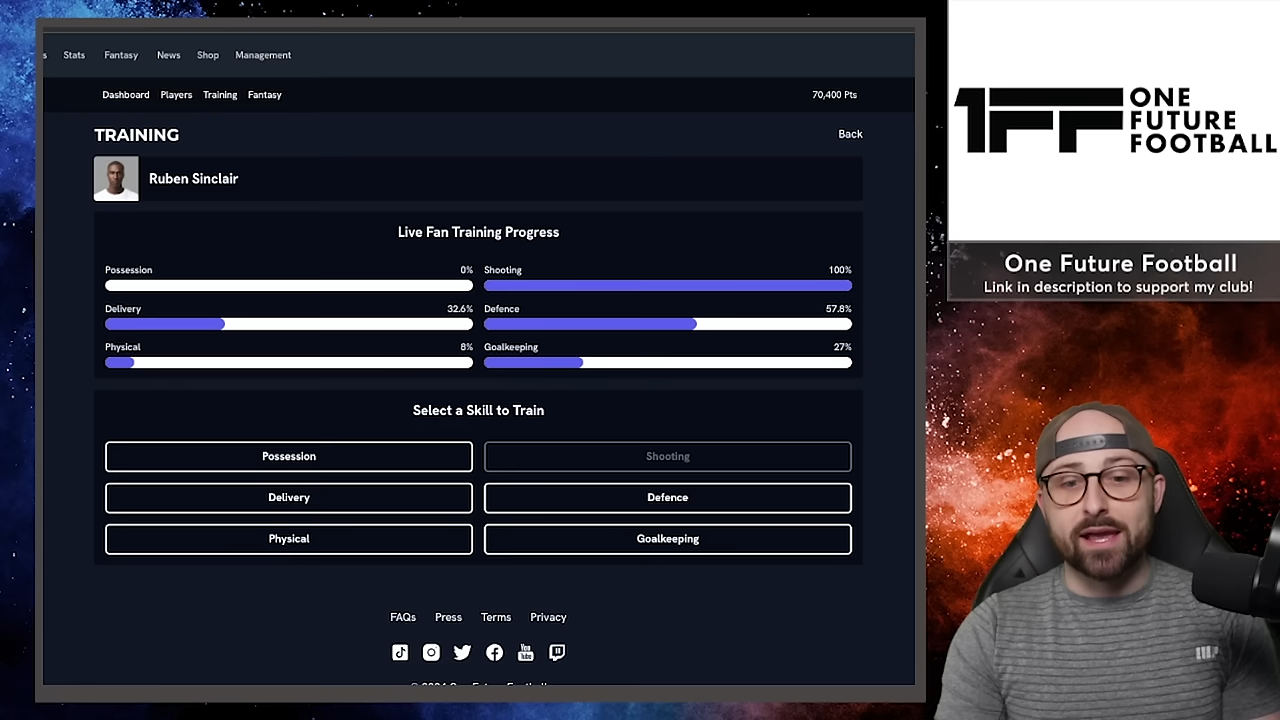 s Stats Fantasy News Shop Management
Dashboard Players Training Fantasy 70,400 Pts
TRAINING Back
Ruben Sinclair
Live Fan Training Progress
Possession 0% Shooting 100%
Delivery 32.6% Defence 57.8%
Physical 8% Goalkeeping 27%
Select a Skill to Train
Possession Shooting
Delivery Defence
Physical Goalkeeping
FAQs Press Terms Privacy
You
Tube
1FF
ONE
FUTURE
FOOTBALL
One Future Football
Link in description to support my club!